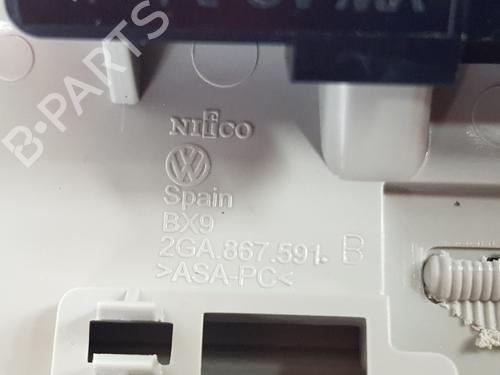 B-PARTS
NIfCO
Spain
BX9
2GA.867.591. B
>ASA-PC<